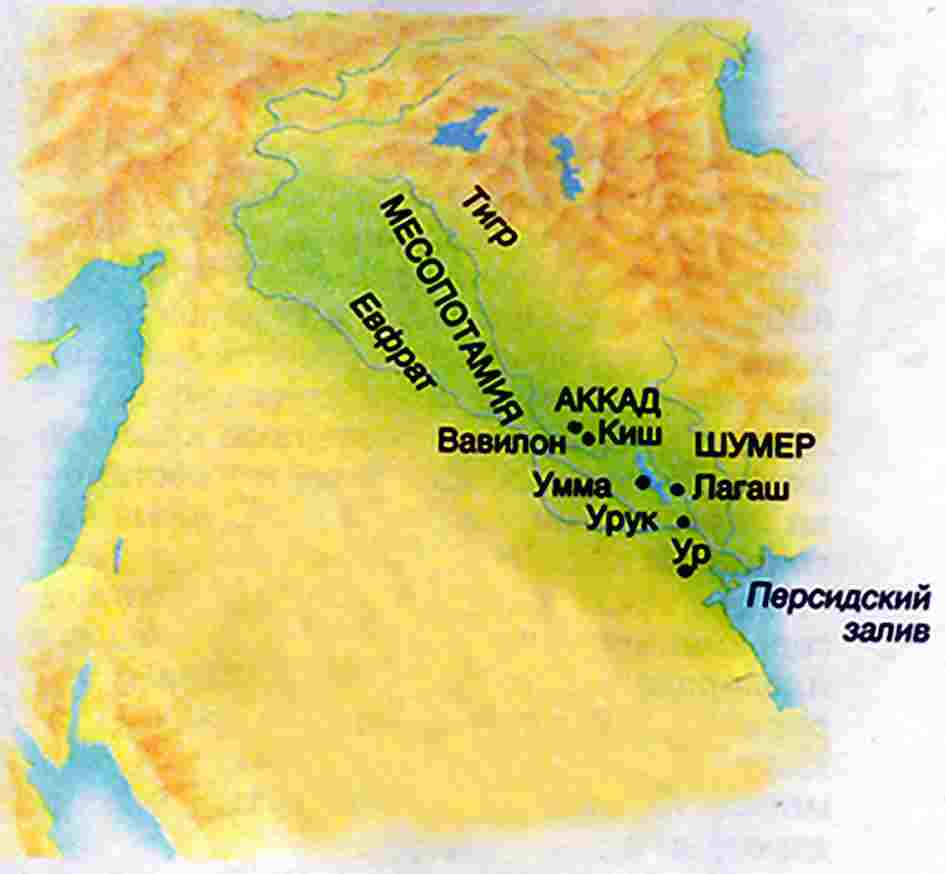 Тигр
МЕСОПОТАМИЯ
Евфрат
АККАД
Вавилон
Киш
ШУМЕР
Умма
Лагаш
Урук
Ур
Персидский
залив